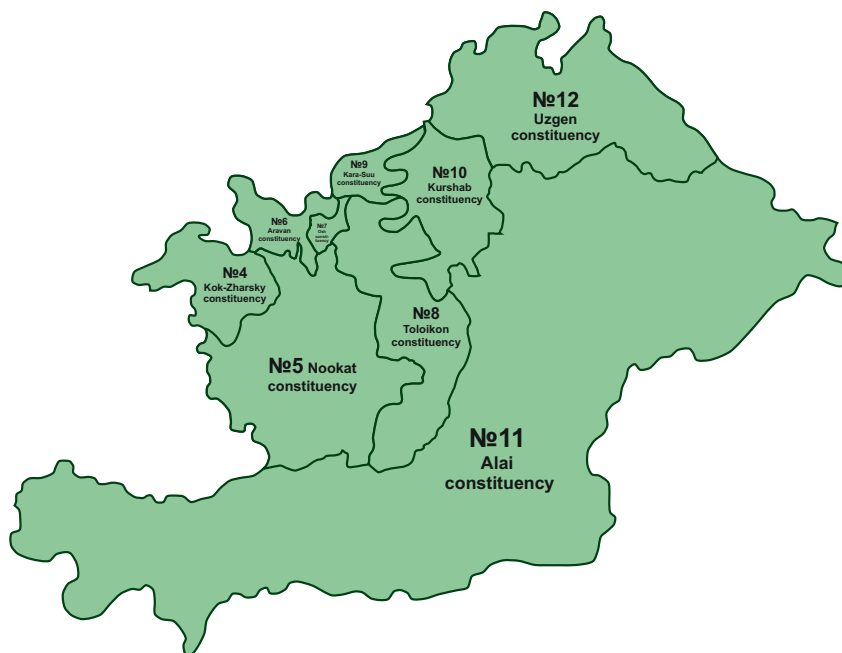 №12
Uzgen
constituency
№9
Kara-Suu
constituency
№10
Kurshab
constituency
№6
Aravan
constituency
№7
Osh
№4
Kok-Zharsky
constituency
№8
Toloikon
constituency
№5 Nookat
constituency
№11
Alai
constituency